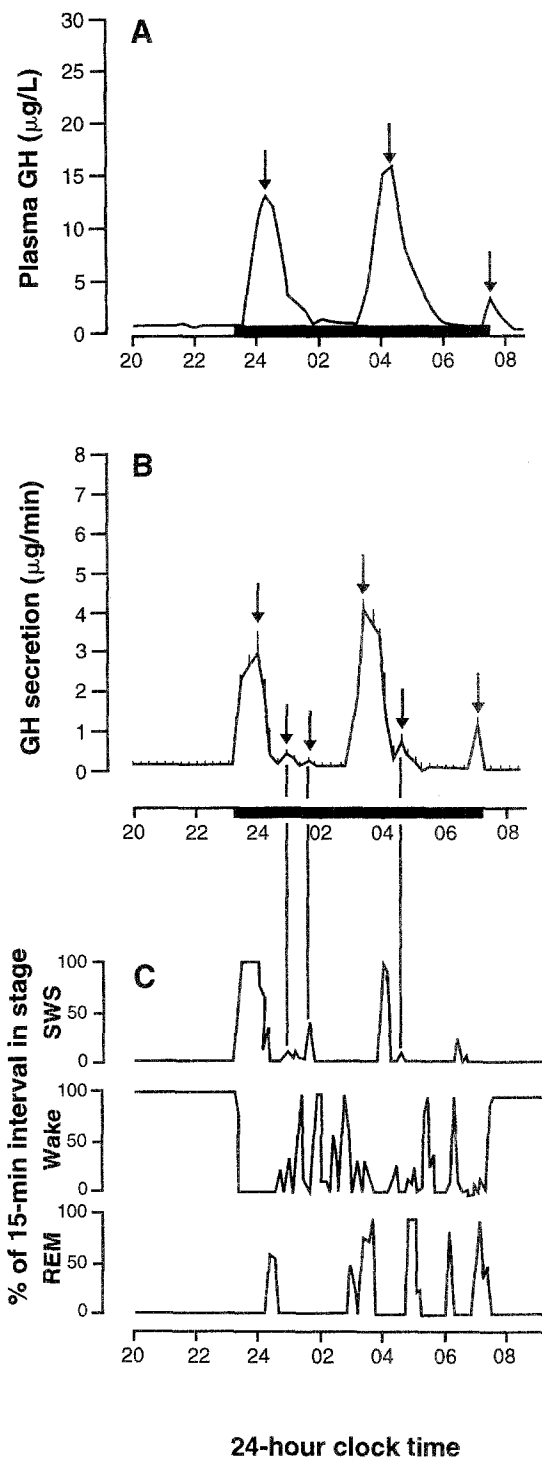 A
Plasma GH (μg/L)
30
25
20
15
10
5
0
20 22 24 02 04 06 08
B
GH secretion (μg/min)
8
7
6
5
4
3
2
1
0
20 22 24 02 04 06 08
C
% of 15-min interval in stage
SWS
100
50
0
Wake
100
50
0
REM
100
50
0
20 22 24 02 04 06 08
24-hour clock time